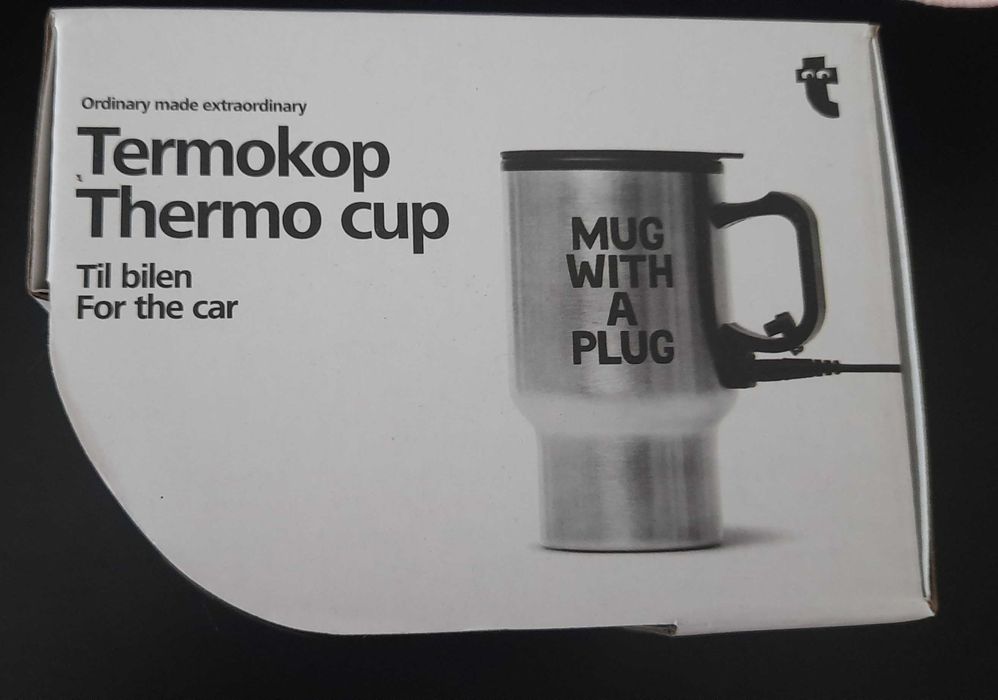 Ordinary made extraordinary
Termokop
Thermo cup
Til bilen
For the car
MUG
WITH
A
PLUG